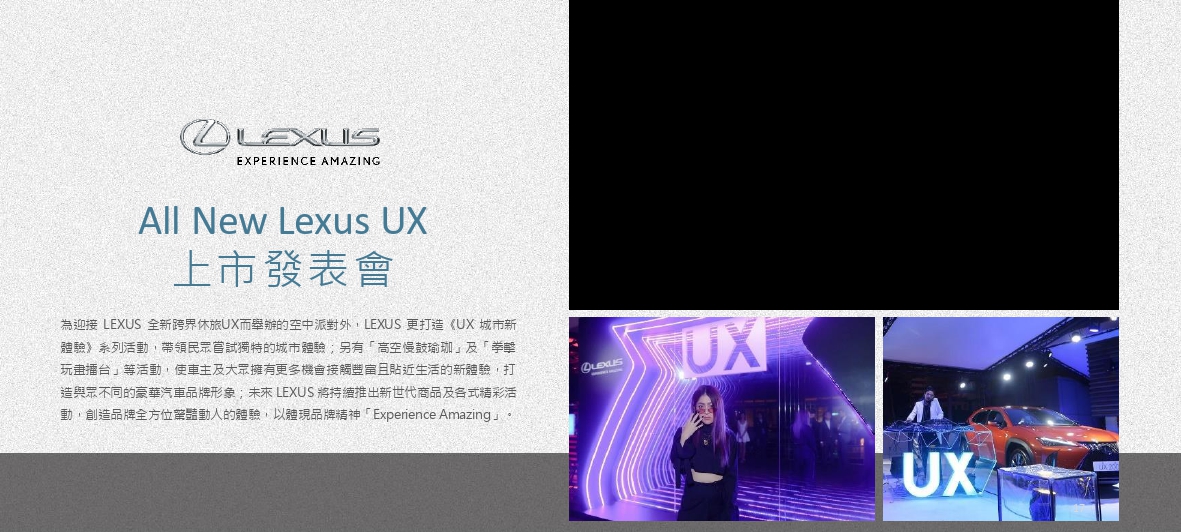 LEXUS
EXPERIENCE AMAZING
All New Lexus UX
上市發表會
為迎接 LEXUS 全新跨界休旅UX而舉辦的空中派對外，LEXUS 更打造《UX 城市新
體驗》系列活動，帶領民眾嘗試獨特的城市體驗；另有「高空慢鼓瑜珈」及「拳擊
玩畫擂台」等活動，使車主及大眾擁有更多機會接觸豐富且貼近生活的新體驗，打
造與眾不同的豪華汽車品牌形象；未來 LEXUS 將持續推出新世代商品及各式精彩活
動，創造品牌全方位驚豔動人的體驗，以體現品牌精神「Experience Amazing」。
UX
LEXUS
UX